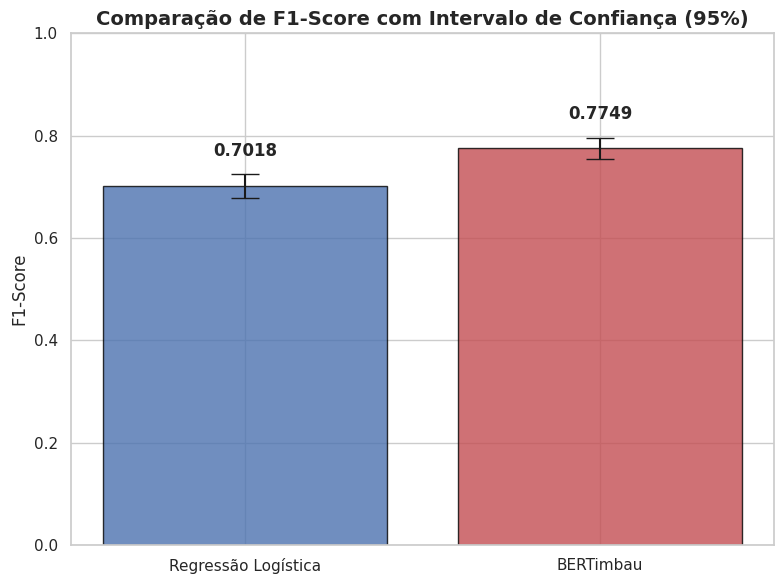 Comparação de F1-Score com Intervalo de Confiança (95%)
1.0
0.8
0.6
0.4
0.2
0.0
F1-Score
0.7018
0.7749
Regressão Logística
BERTimbau